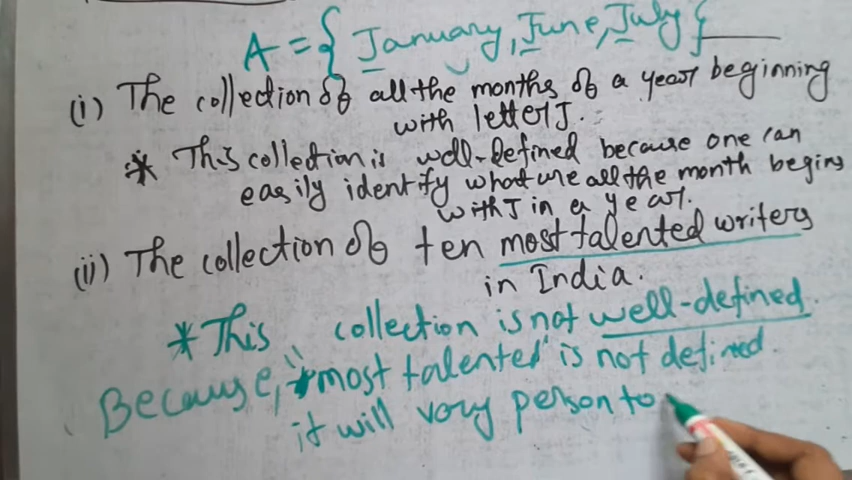 A = { January, June, July }
(i) The collection of all the months of a year beginning
with letter J.
* This collection is well-defined because one can
easily identify what are all the month begins
with J in a year.
(ii) The collection of ten most talented writers
in India.
* This collection is not well-defined.
Because, "most talented" is not defined.
it will vary person to